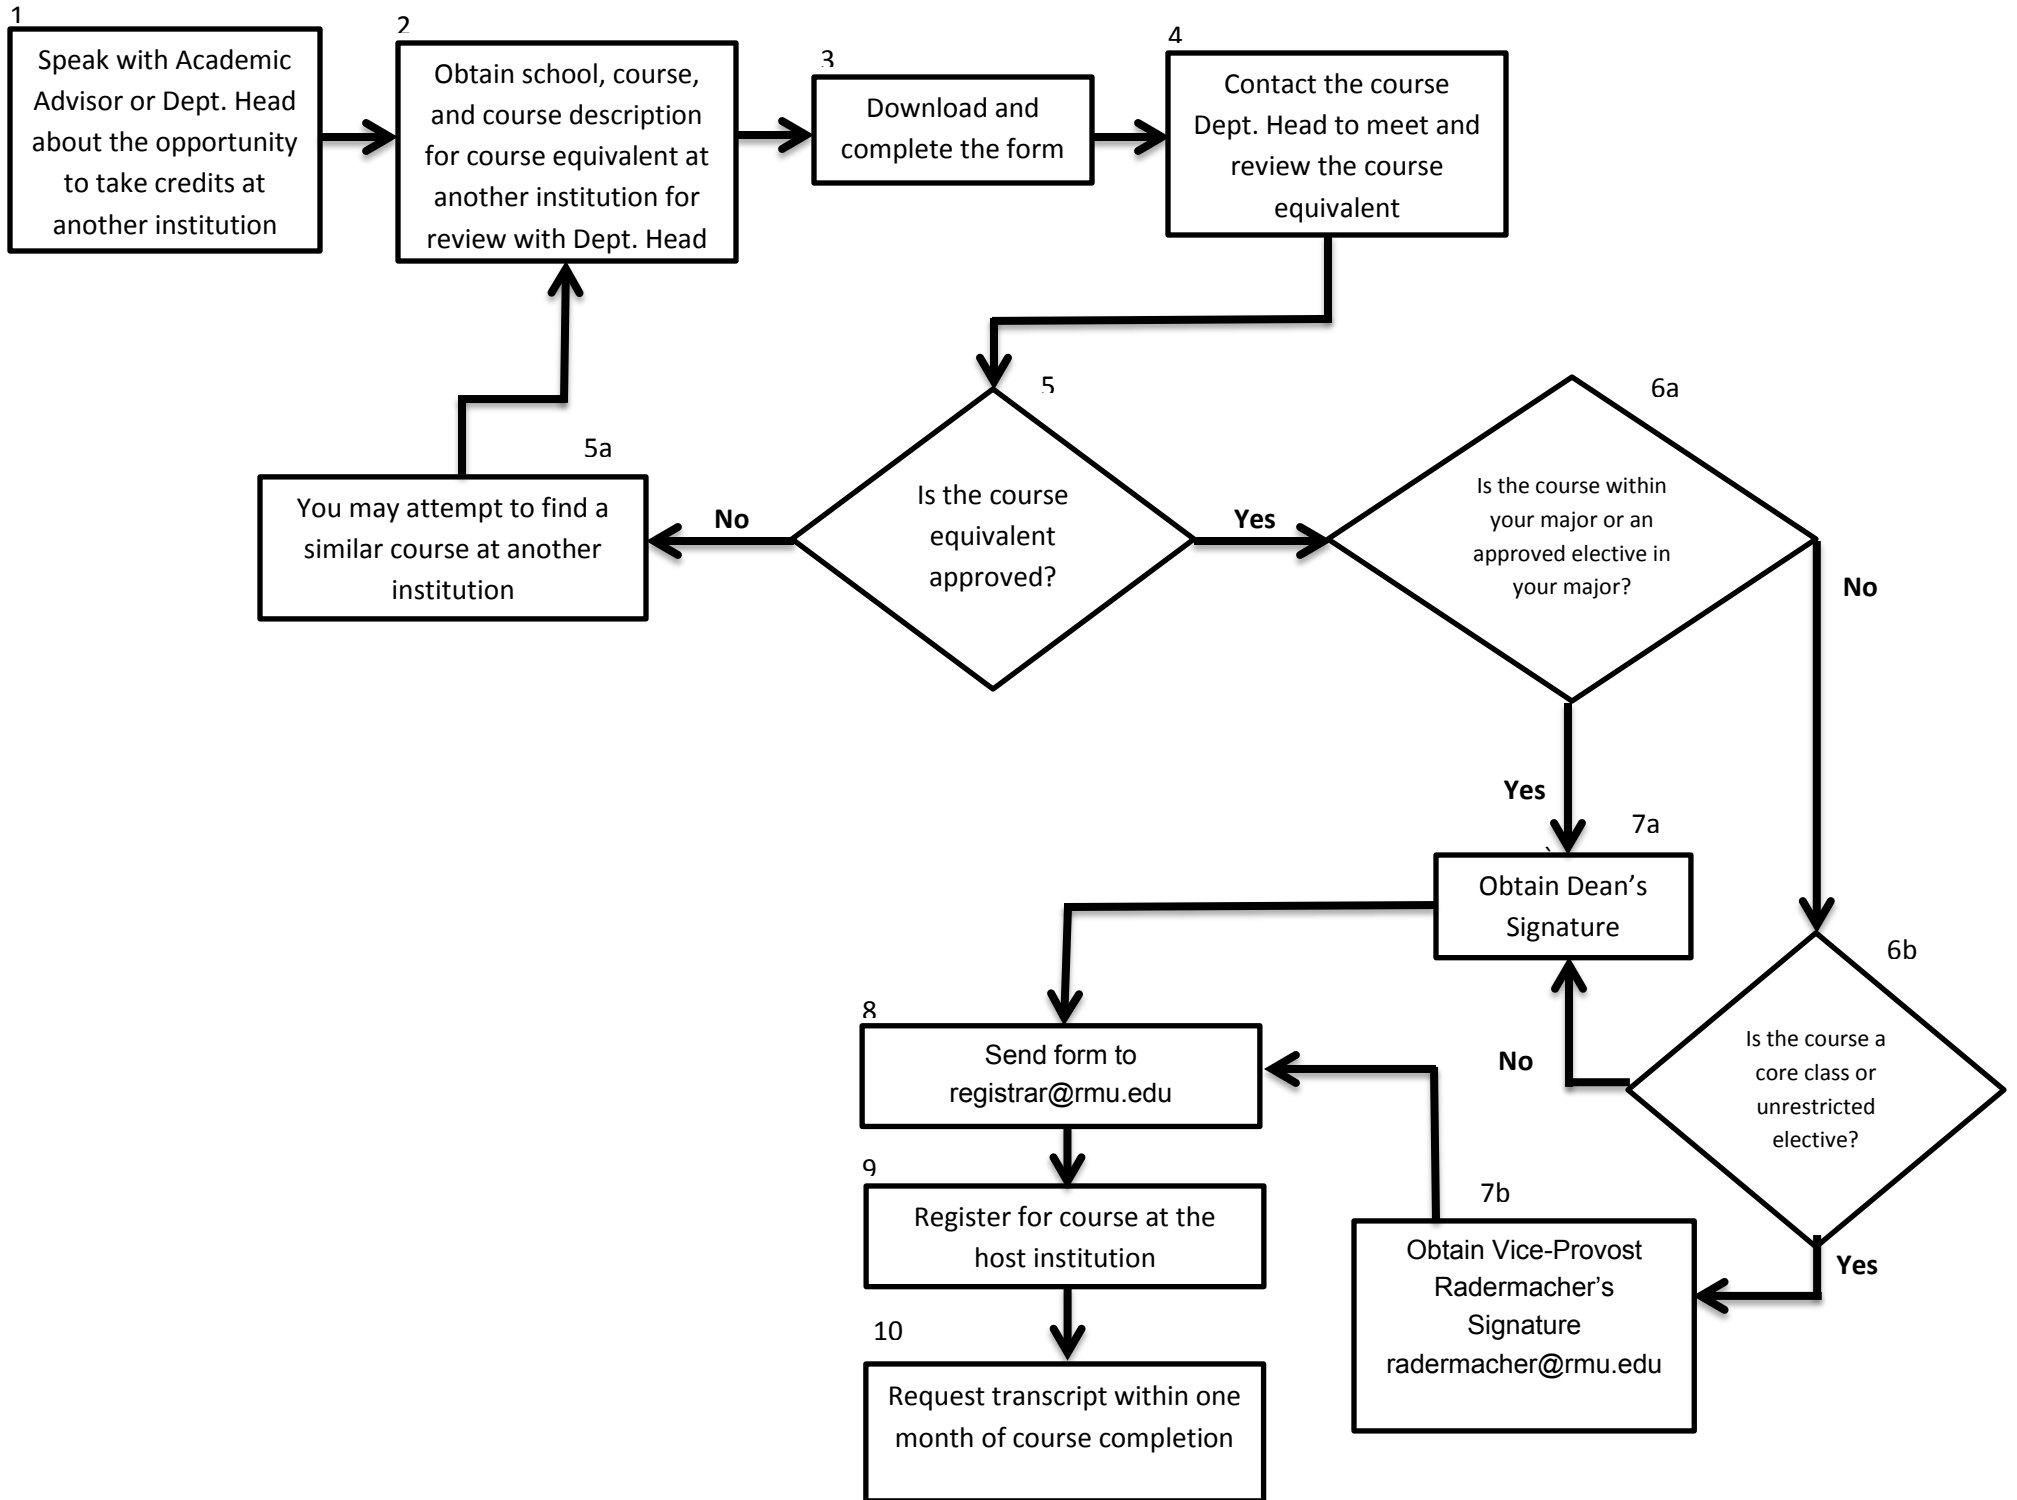 1
Speak with Academic
Advisor or Dept. Head
about the opportunity
to take credits at
another institution
2
Obtain school, course,
and course description
for course equivalent at
another institution for
review with Dept. Head
3
Download and
complete the form
4
Contact the course
Dept. Head to meet and
review the course
equivalent
5
Is the course
equivalent
approved?
No
Yes
5a
You may attempt to find a
similar course at another
institution
6a
Is the course within
your major or an
approved elective in
your major?
No
Yes
7a
`
Obtain Dean’s
Signature
6b
Is the course a
core class or
unrestricted
elective?
No
Yes
7b
Obtain Vice-Provost
Radermacher’s
Signature
radermacher@rmu.edu
8
Send form to
registrar@rmu.edu
9
Register for course at the
host institution
10
Request transcript within one
month of course completion